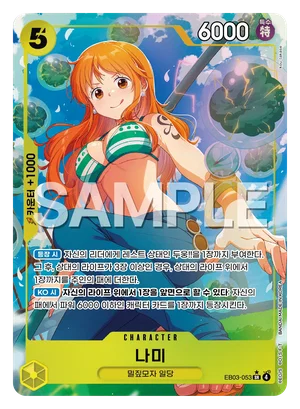 5
6000
특수
特
카운터 +1000
SAMPLE
등장 시 자신의 리더에게 레스트 상태인 두웅!!을 1장까지 부여한다.
그 후, 상대의 라이프가 3장 이상인 경우, 상대의 라이프 위에서
1장까지를 주인의 패에 더한다.
KO 시 자신의 라이프 위에서 1장을 앞면으로 할 수 있다: 자신의
패에서 파워 6000 이하인 캐릭터 카드를 1장까지 등장시킨다.
CHARACTER
나미
밀짚모자 일당
EB03-053